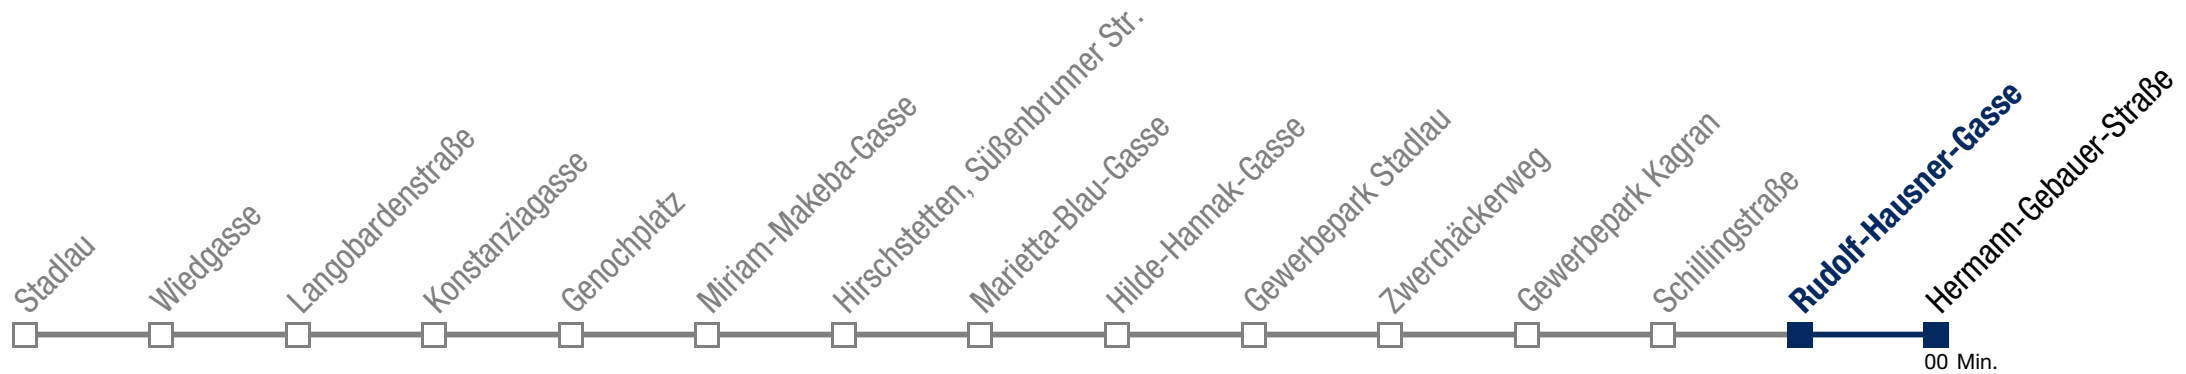 Stadlau
Wiedgasse
Langobardenstraße
Konstanziagasse
Genochplatz
Miriam-Makeba-Gasse
Hirschstetten, Süßenbrunner Str.
Marietta-Blau-Gasse
Hilde-Hannak-Gasse
Gewerbepark Stadlau
Zwerchäckerweg
Gewerbepark Kagran
Schillingstraße
Rudolf-Hausner-Gasse
Hermann-Gebauer-Straße
00 Min.